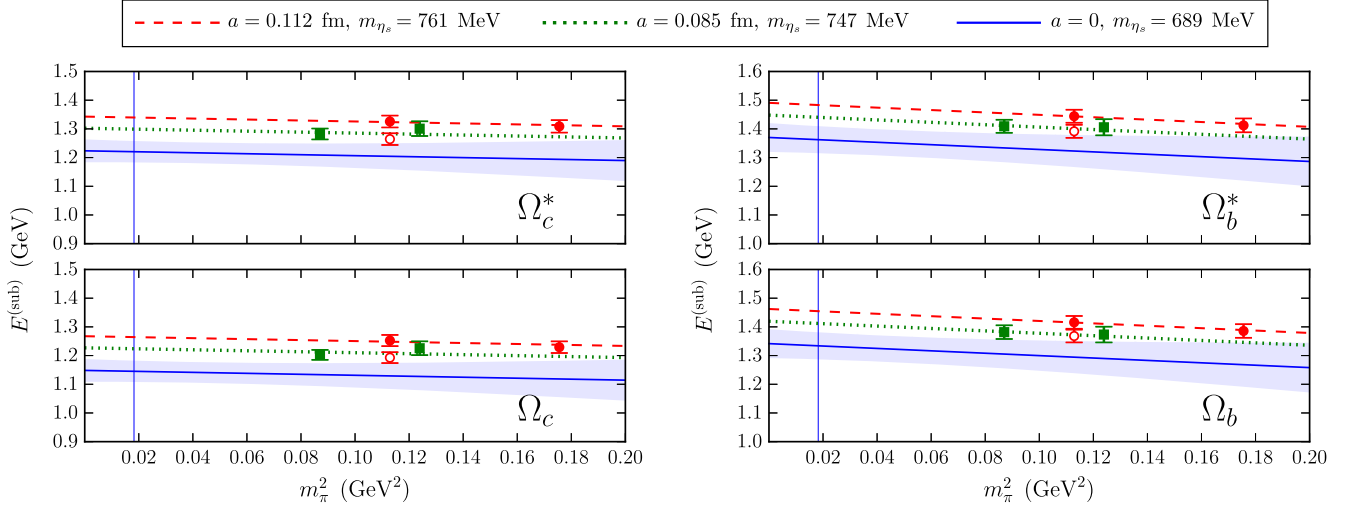 a = 0.112 fm, m_{η_s} = 761 MeV   a = 0.085 fm, m_{η_s} = 747 MeV   a = 0, m_{η_s} = 689 MeV
E^{(sub)} (GeV)
1.5
1.4
1.3
1.2
1.1
1.0
0.9
Ω_c^*
1.5
1.4
1.3
1.2
1.1
1.0
0.9
Ω_c
0.02 0.04 0.06 0.08 0.10 0.12 0.14 0.16 0.18 0.20
m_π^2 (GeV^2)
E^{(sub)} (GeV)
1.6
1.5
1.4
1.3
1.2
1.1
1.0
Ω_b^*
1.6
1.5
1.4
1.3
1.2
1.1
1.0
Ω_b
0.02 0.04 0.06 0.08 0.10 0.12 0.14 0.16 0.18 0.20
m_π^2 (GeV^2)